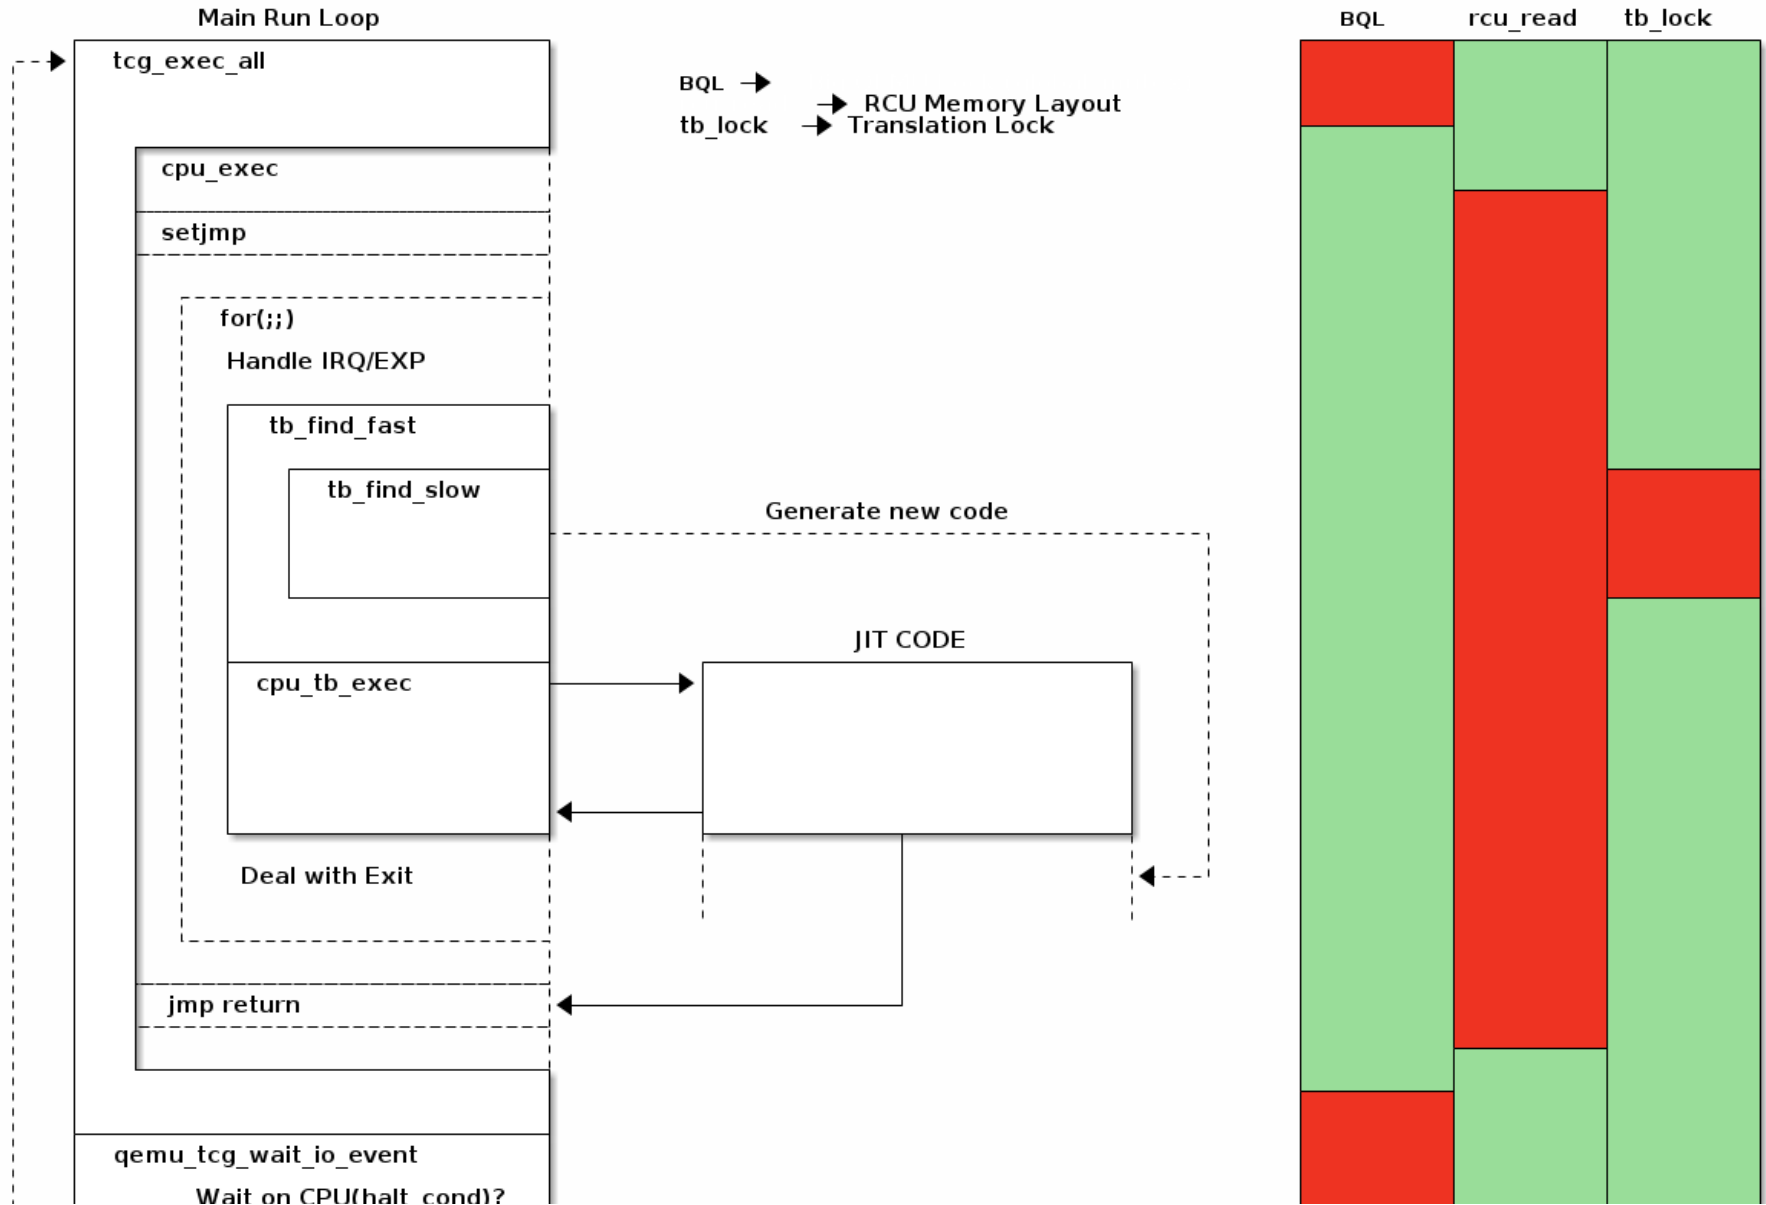 Main Run Loop
BQL rcu_read tb_lock
tcg_exec_all
BQL
RCU Memory Layout
tb_lock Translation Lock
cpu_exec
setjmp
for(;;)
Handle IRQ/EXP
tb_find_fast
tb_find_slow
Generate new code
JIT CODE
cpu_tb_exec
Deal with Exit
jmp return
qemu_tcg_wait_io_event
Wait on CPU(halt_cond)?